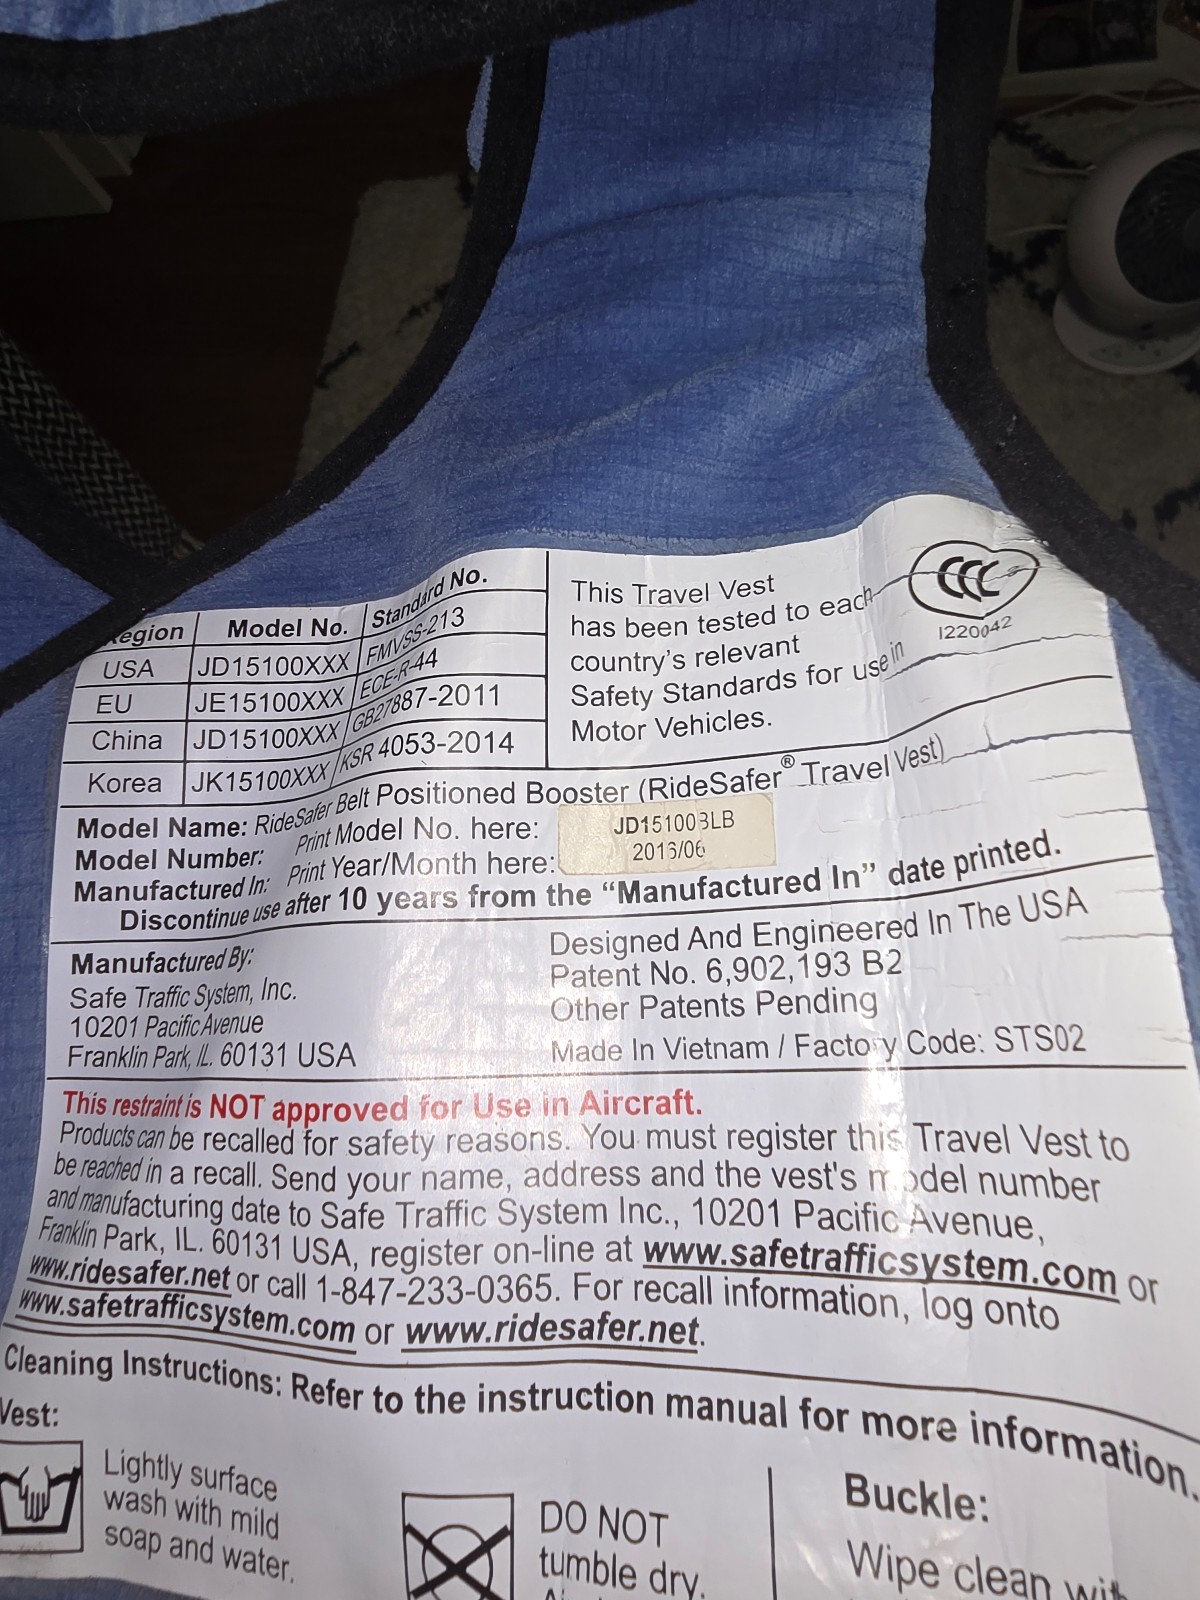 Region Model No. Standard No.
USA JD15100XXX FMVSS-213
EU JE15100XXX ECE-R-44
China JD15100XXX GB27887-2011
Korea JK15100XXX KSR 4053-2014
This Travel Vest
has been tested to each
country's relevant
Safety Standards for use in
Motor Vehicles.
CCC
I220042
Model Name: RideSafer Belt Positioned Booster (RideSafer® Travel Vest)
Model Number: Print Model No. here: JD15100BLB
Manufactured In: Print Year/Month here:
Discontinue use after 10 years from the “Manufactured In” date printed.
Manufactured By:
Safe Traffic System, Inc.
10201 Pacific Avenue
Franklin Park, IL. 60131 USA
Designed And Engineered In The USA
Patent No. 6,902,193 B2
Other Patents Pending
Made In Vietnam / Factory Code: STS02
This restraint is NOT approved for Use in Aircraft.
Products can be recalled for safety reasons. You must register this Travel Vest to
be reached in a recall. Send your name, address and the vest's model number
and manufacturing date to Safe Traffic System Inc., 10201 Pacific Avenue,
Franklin Park, IL. 60131 USA, register on-line at www.safetrafficsystem.com or
www.ridesafer.net or call 1-847-233-0365. For recall information, log onto
www.safetrafficsystem.com or www.ridesafer.net.
Cleaning Instructions: Refer to the instruction manual for more information.
Vest:
Lightly surface
wash with mild
soap and water.
DO NOT
tumble dry.
Buckle:
Wipe clean with